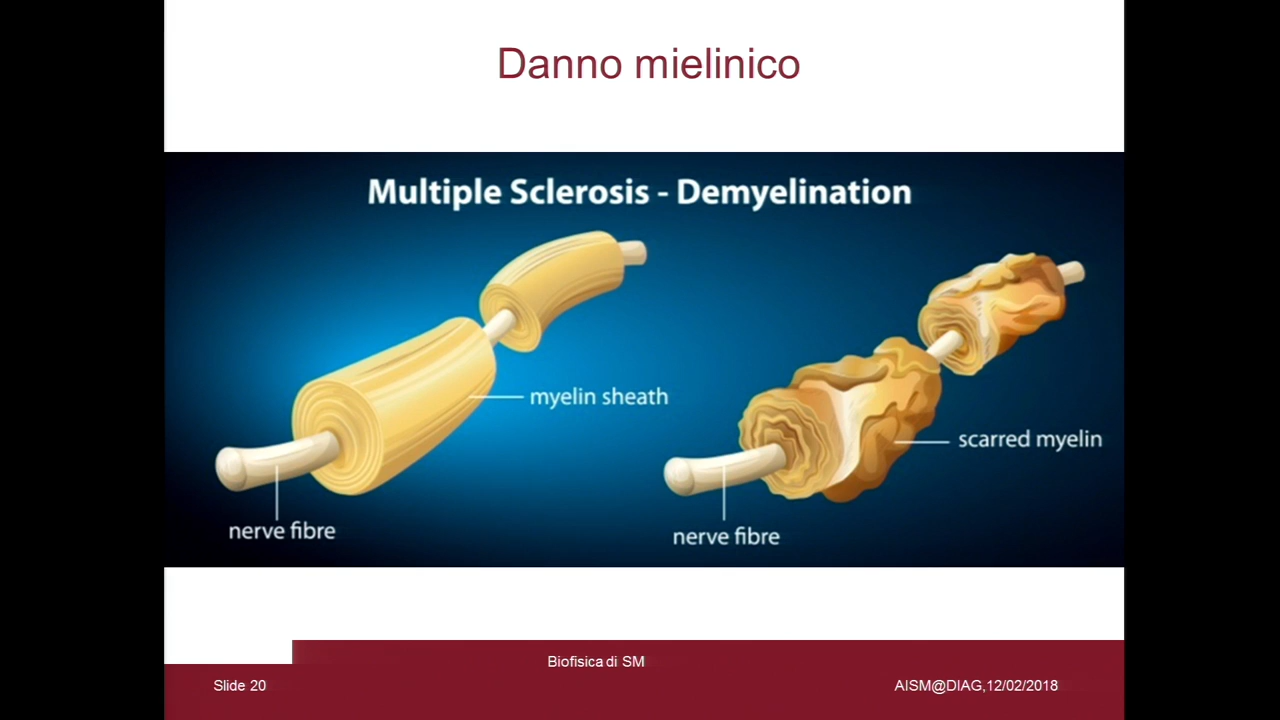 Danno mielinico
Multiple Sclerosis - Demyelination
myelin sheath
scarred myelin
nerve fibre
nerve fibre
Biofisica di SM
Slide 20
AISM@DIAG,12/02/2018